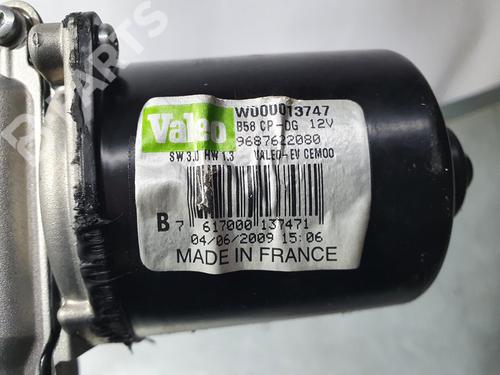 Valeo
W000013747
B58 CP-DG 12V
9687622080
SW 3.0 HW 1.3 VALEO-EV CEM00
B 7 617000 137471
04/06/2009 15:06
MADE IN FRANCE
PARTS